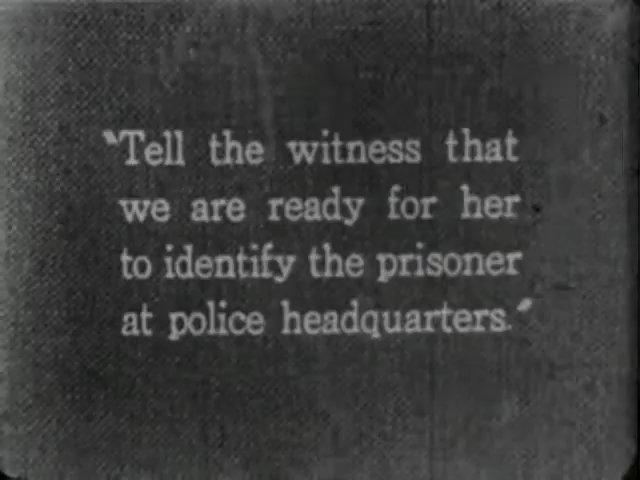 "Tell the witness that
we are ready for her
to identify the prisoner
at police headquarters."